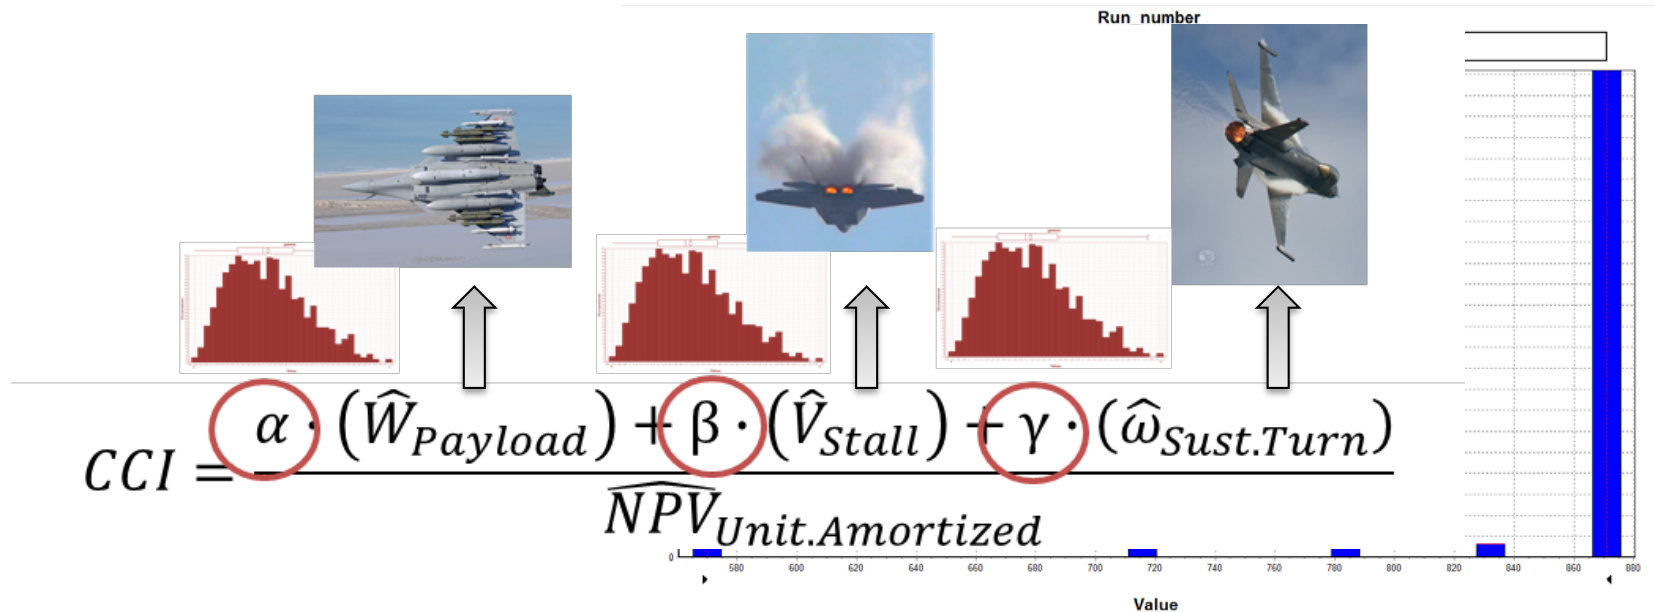 Run_number
CCI = α · (Ŵ_Payload) + β · (V̂_Stall) + γ · (ω̂_Sust.Turn)
N̂PV_Unit.Amortized
0
580 600 620 640 660 680 700 720 740 760 780 800 820 840 860 880
Value